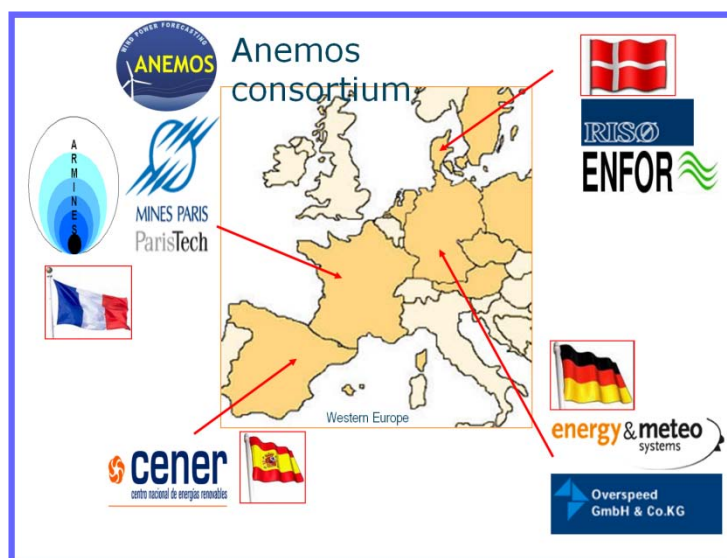 WIND POWER FORECASTING
ANEMOS
Anemos
consortium
RISØ
ENFOR
ARMINES
MINES PARIS
ParisTech
Western Europe
energy & meteo
systems
cener
centro nacional de energías renovables
Overspeed
GmbH & Co.KG